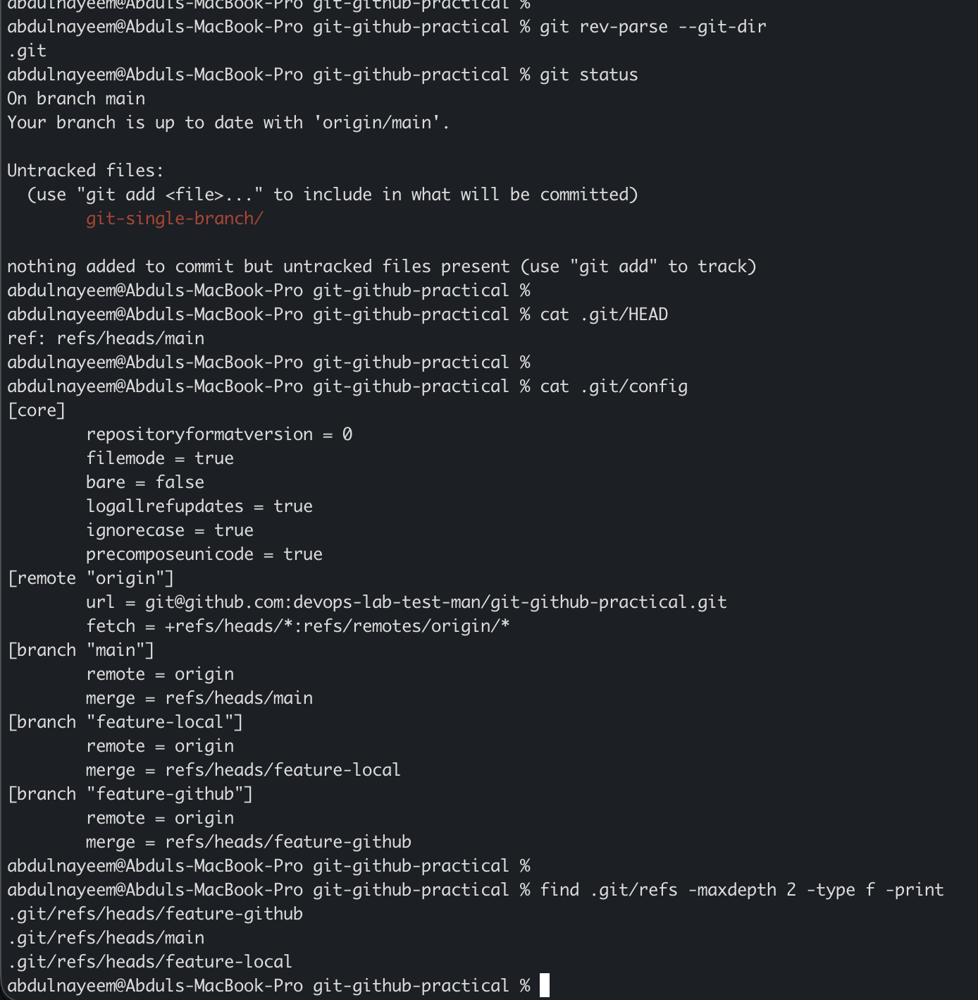 abdulnayeem@Abduls-MacBook-Pro git-github-practical %
abdulnayeem@Abduls-MacBook-Pro git-github-practical % git rev-parse --git-dir
.git
abdulnayeem@Abduls-MacBook-Pro git-github-practical % git status
On branch main
Your branch is up to date with 'origin/main'.

Untracked files:
  (use "git add <file>..." to include in what will be committed)
        git-single-branch/

nothing added to commit but untracked files present (use "git add" to track)
abdulnayeem@Abduls-MacBook-Pro git-github-practical %
abdulnayeem@Abduls-MacBook-Pro git-github-practical % cat .git/HEAD
ref: refs/heads/main
abdulnayeem@Abduls-MacBook-Pro git-github-practical %
abdulnayeem@Abduls-MacBook-Pro git-github-practical % cat .git/config
[core]
        repositoryformatversion = 0
        filemode = true
        bare = false
        logallrefupdates = true
        ignorecase = true
        precomposeunicode = true
[remote "origin"]
        url = git@github.com:devops-lab-test-man/git-github-practical.git
        fetch = +refs/heads/*:refs/remotes/origin/*
[branch "main"]
        remote = origin
        merge = refs/heads/main
[branch "feature-local"]
        remote = origin
        merge = refs/heads/feature-local
[branch "feature-github"]
        remote = origin
        merge = refs/heads/feature-github
abdulnayeem@Abduls-MacBook-Pro git-github-practical %
abdulnayeem@Abduls-MacBook-Pro git-github-practical % find .git/refs -maxdepth 2 -type f -print
.git/refs/heads/feature-github
.git/refs/heads/main
.git/refs/heads/feature-local
abdulnayeem@Abduls-MacBook-Pro git-github-practical %